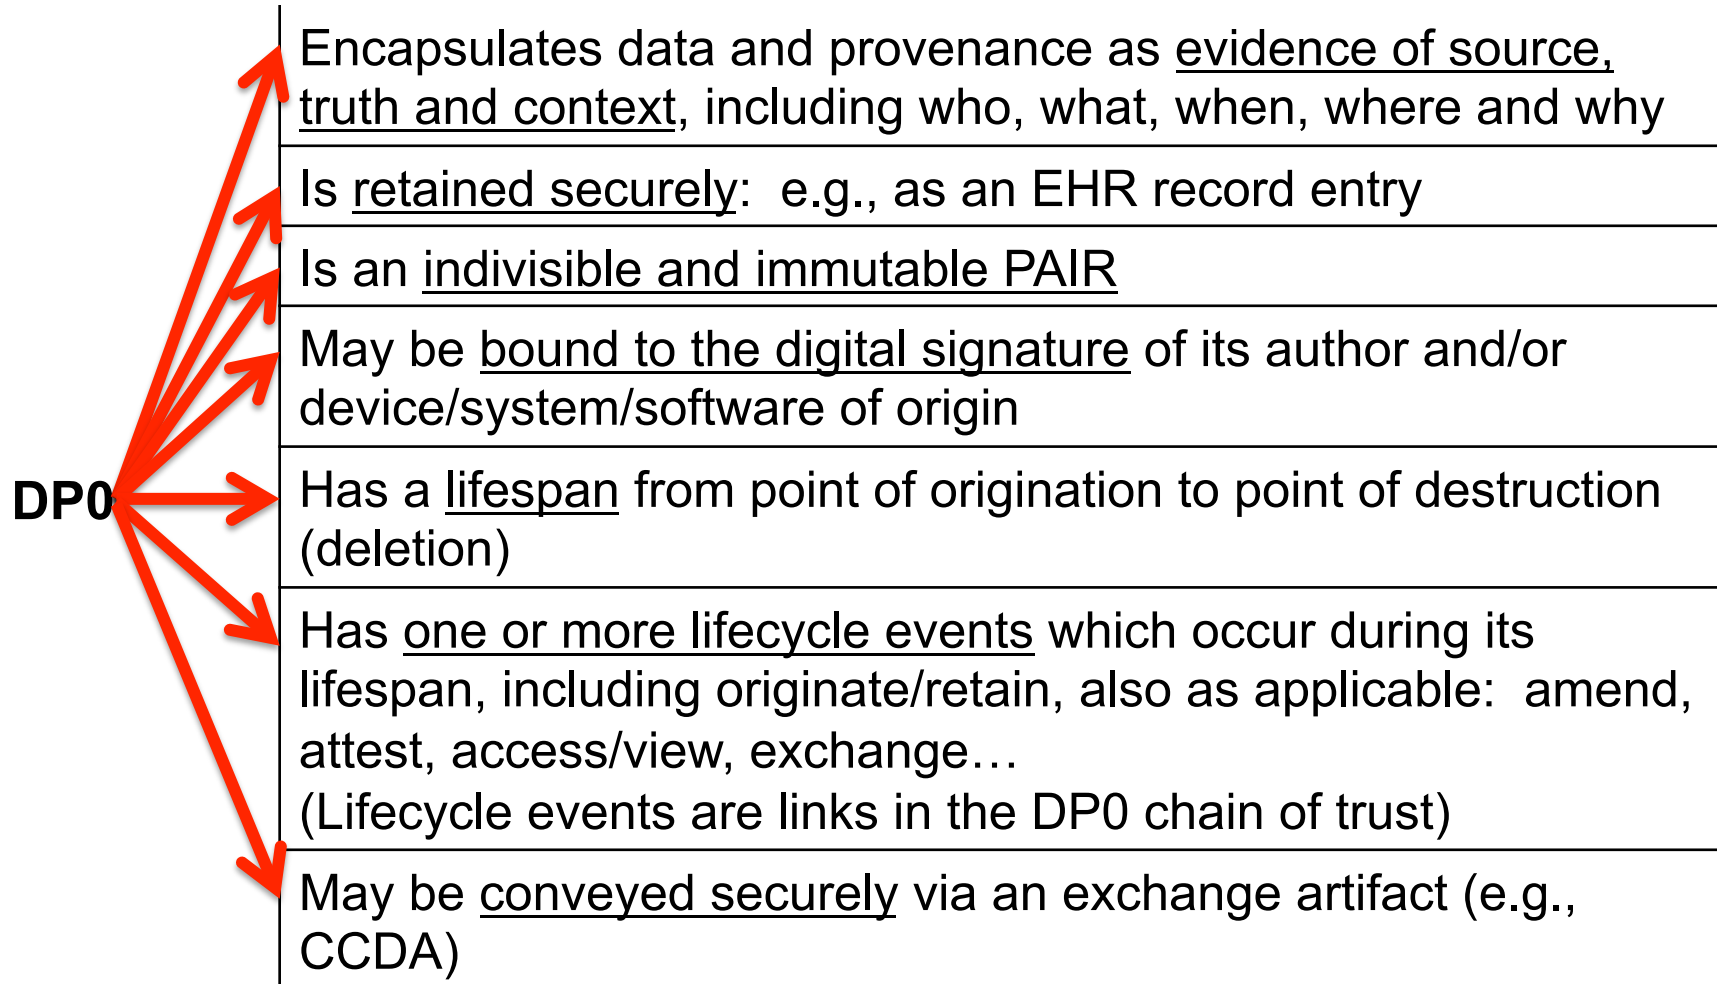 Encapsulates data and provenance as evidence of source,
truth and context, including who, what, when, where and why
Is retained securely:  e.g., as an EHR record entry
Is an indivisible and immutable PAIR
May be bound to the digital signature of its author and/or
device/system/software of origin
DP0
Has a lifespan from point of origination to point of destruction
(deletion)
Has one or more lifecycle events which occur during its
lifespan, including originate/retain, also as applicable:  amend,
attest, access/view, exchange…
(Lifecycle events are links in the DP0 chain of trust)
May be conveyed securely via an exchange artifact (e.g.,
CCDA)